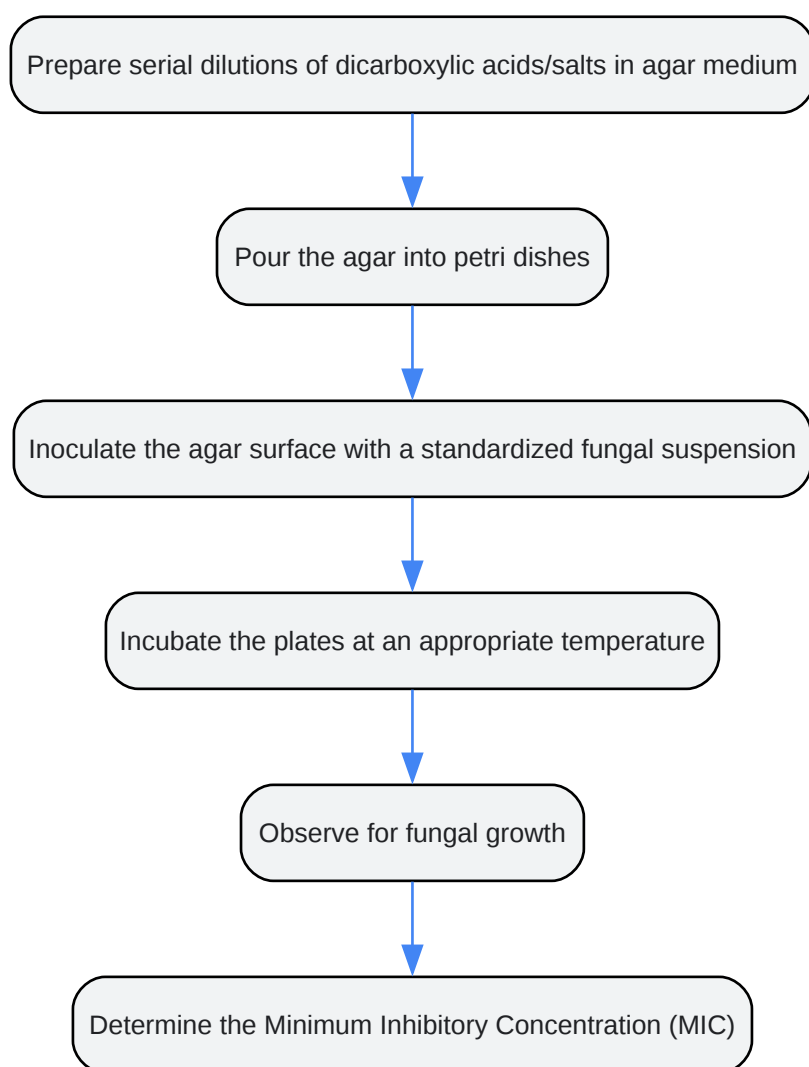 Prepare serial dilutions of dicarboxylic acids/salts in agar medium
Pour the agar into petri dishes
Inoculate the agar surface with a standardized fungal suspension
Incubate the plates at an appropriate temperature
Observe for fungal growth
Determine the Minimum Inhibitory Concentration (MIC)